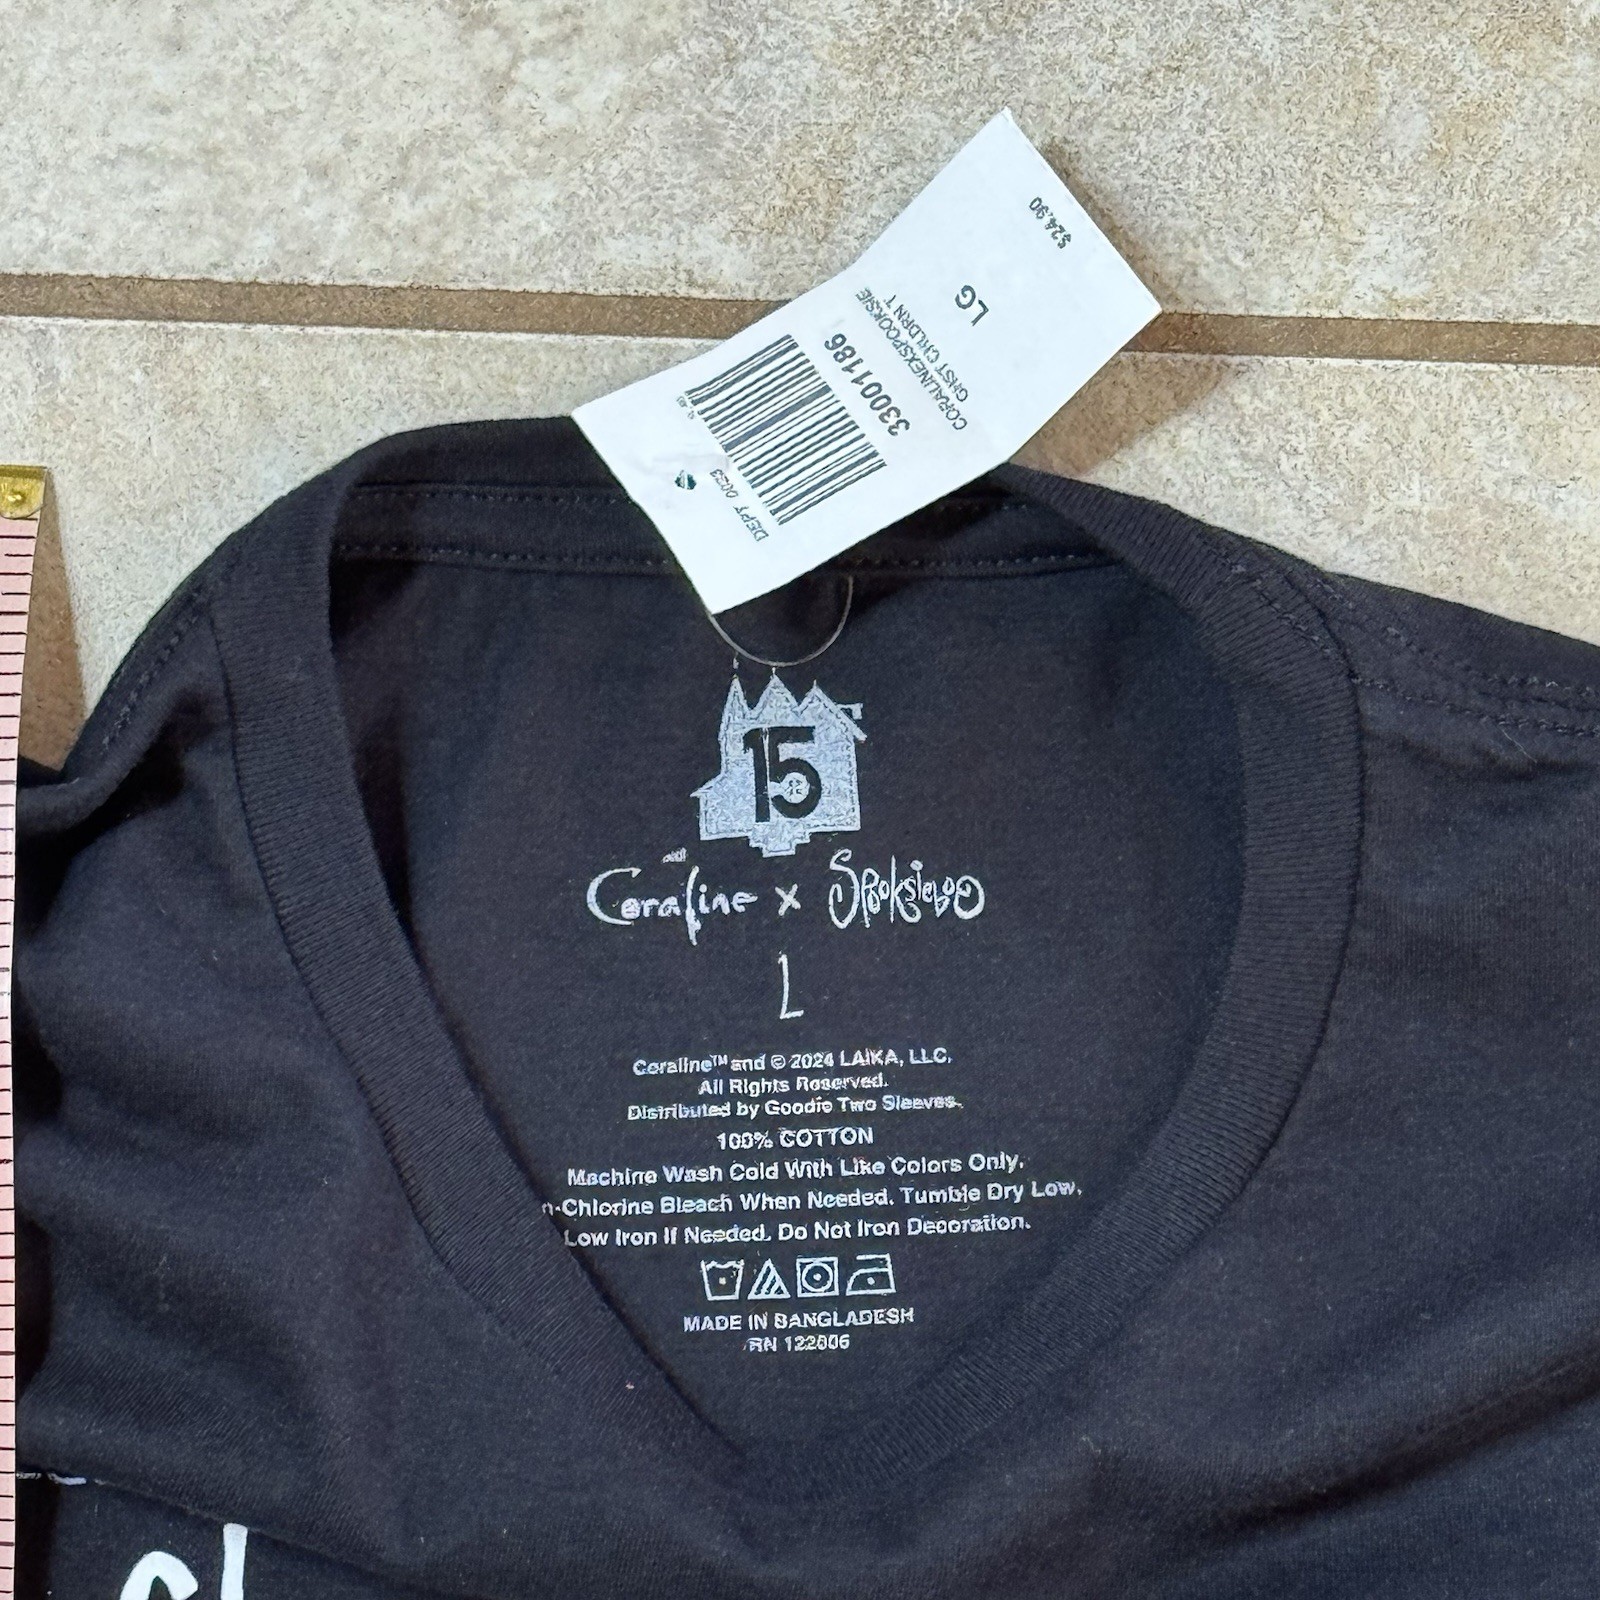 $24.90
LG
CORALINEXSPOOKSIE
GHST CHLDRN T
33001186
DEPT 0023
15
Coraline x Spooksieboo
L
Coraline™ and © 2024 LAIKA, LLC.
All Rights Reserved.
Distributed by Goodie Two Sleeves.
100% COTTON
Machine Wash Cold With Like Colors Only.
n-Chlorine Bleach When Needed. Tumble Dry Low.
Low Iron If Needed. Do Not Iron Decoration.
MADE IN BANGLADESH
RN 122006